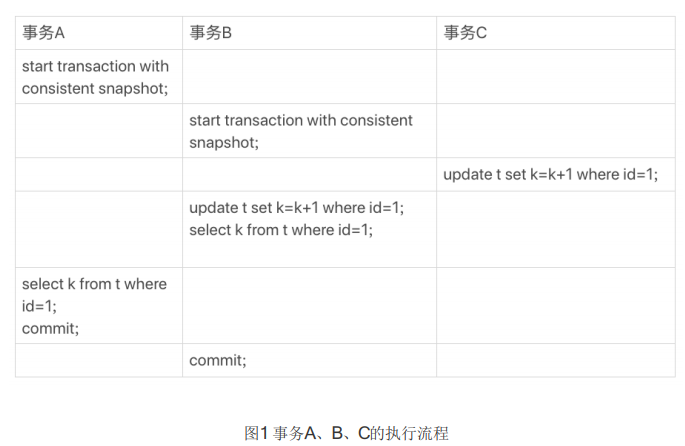 事务A 事务B 事务C
start transaction with
consistent snapshot;
start transaction with consistent
snapshot;
update t set k=k+1 where id=1;
update t set k=k+1 where id=1;
select k from t where id=1;
select k from t where
id=1;
commit;
commit;
图1 事务A、B、C的执行流程